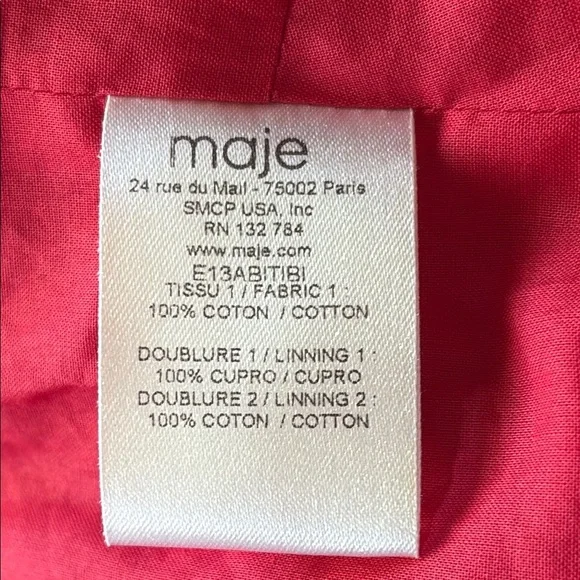 maje
24 rue du Mail - 75002 Paris
SMCP USA, Inc
RN 132 784
www.maje.com
E13ABITIBI
TISSU 1 / FABRIC 1 :
100% COTON / COTTON
DOUBLURE 1 / LINNING 1 :
100% CUPRO / CUPRO
DOUBLURE 2 / LINNING 2 :
100% COTON / COTTON